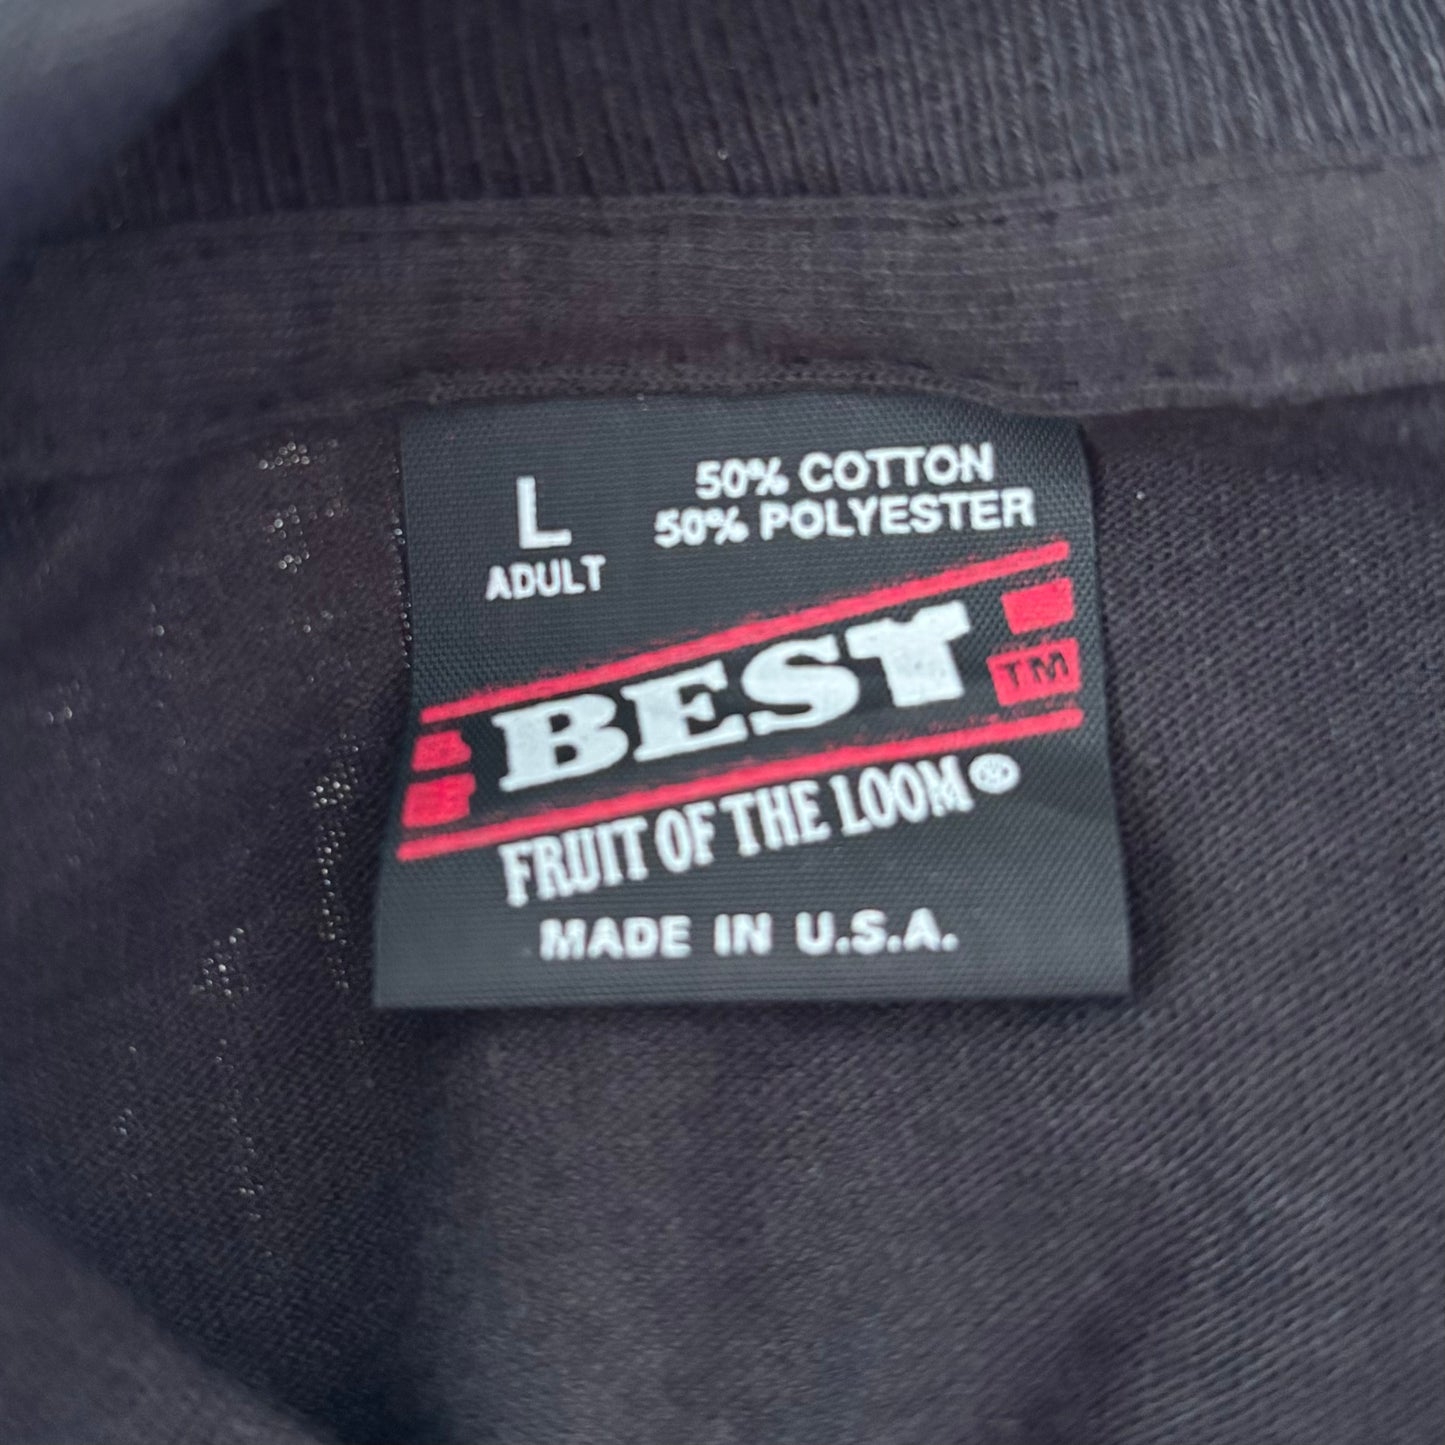 L
ADULT
50% COTTON
50% POLYESTER
BEST
TM
FRUIT OF THE LOOM®
MADE IN U.S.A.